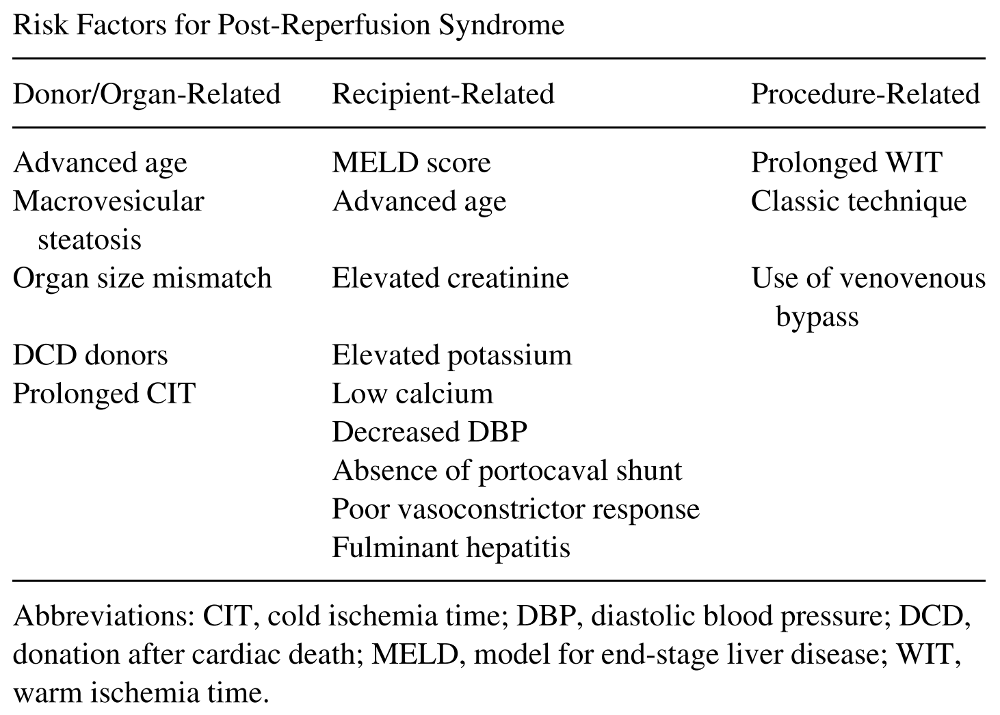 Risk Factors for Post-Reperfusion Syndrome
Donor/Organ-Related Recipient-Related Procedure-Related
Advanced age MELD score Prolonged WIT
Macrovesicular Advanced age Classic technique
steatosis
Organ size mismatch Elevated creatinine Use of venovenous
bypass
DCD donors Elevated potassium
Prolonged CIT Low calcium
Decreased DBP
Absence of portocaval shunt
Poor vasoconstrictor response
Fulminant hepatitis
Abbreviations: CIT, cold ischemia time; DBP, diastolic blood pressure; DCD,
donation after cardiac death; MELD, model for end-stage liver disease; WIT,
warm ischemia time.